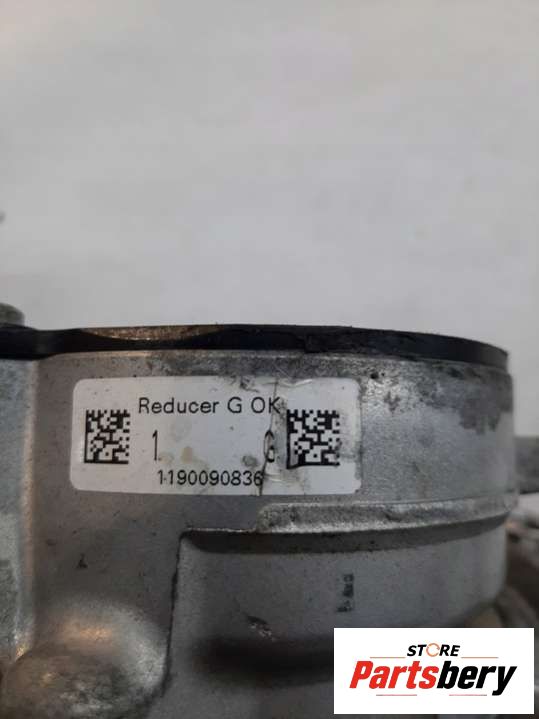 Reducer G OK
1 G
1190090836
STORE
Partsbery